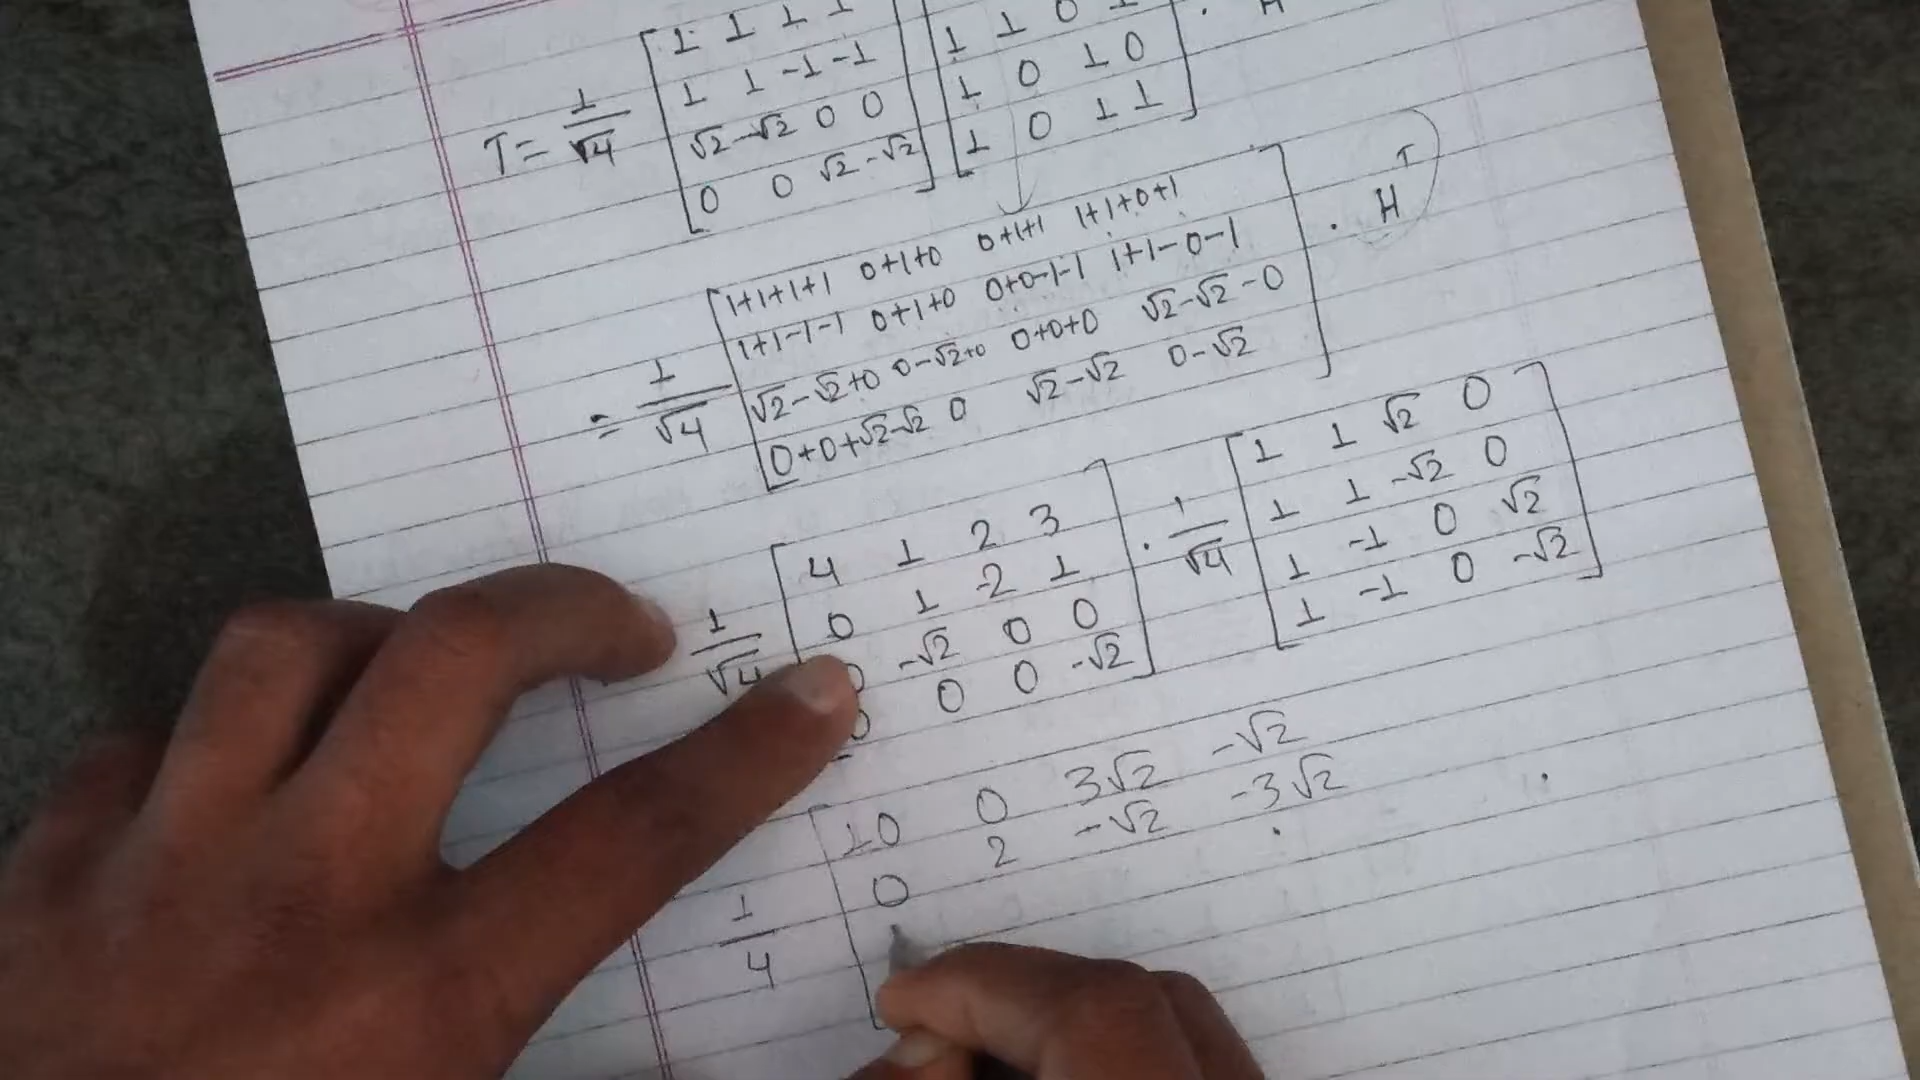 1 1 1 1
1 1 0 1 . H
1 1 -1 -1
1 0 1 0
T = 1/√4
√2 -√2 0 0
1 0 1 1
0 0 √2 -√2
1+1+1+1 0+1+0 0+1+1 1+1+0+1
1+1-1-1 0+1+0 0+0-1-1 1+1-0-1 . H^T
= 1/√4
√2-√2+0 0-√2+0 0+0+0 √2-√2-0
0+0+√2-√2 0 √2-√2 0-√2
4 1 2 3
0 1 -2 1
1/√4
-√2 0 0
0 0 -√2
. 1/√4
1 1 √2 0
1 1 -√2 0
1 -1 0 √2
1 -1 0 -√2
10 0 3√2 -√2
0 2 -√2 -3√2
1/4